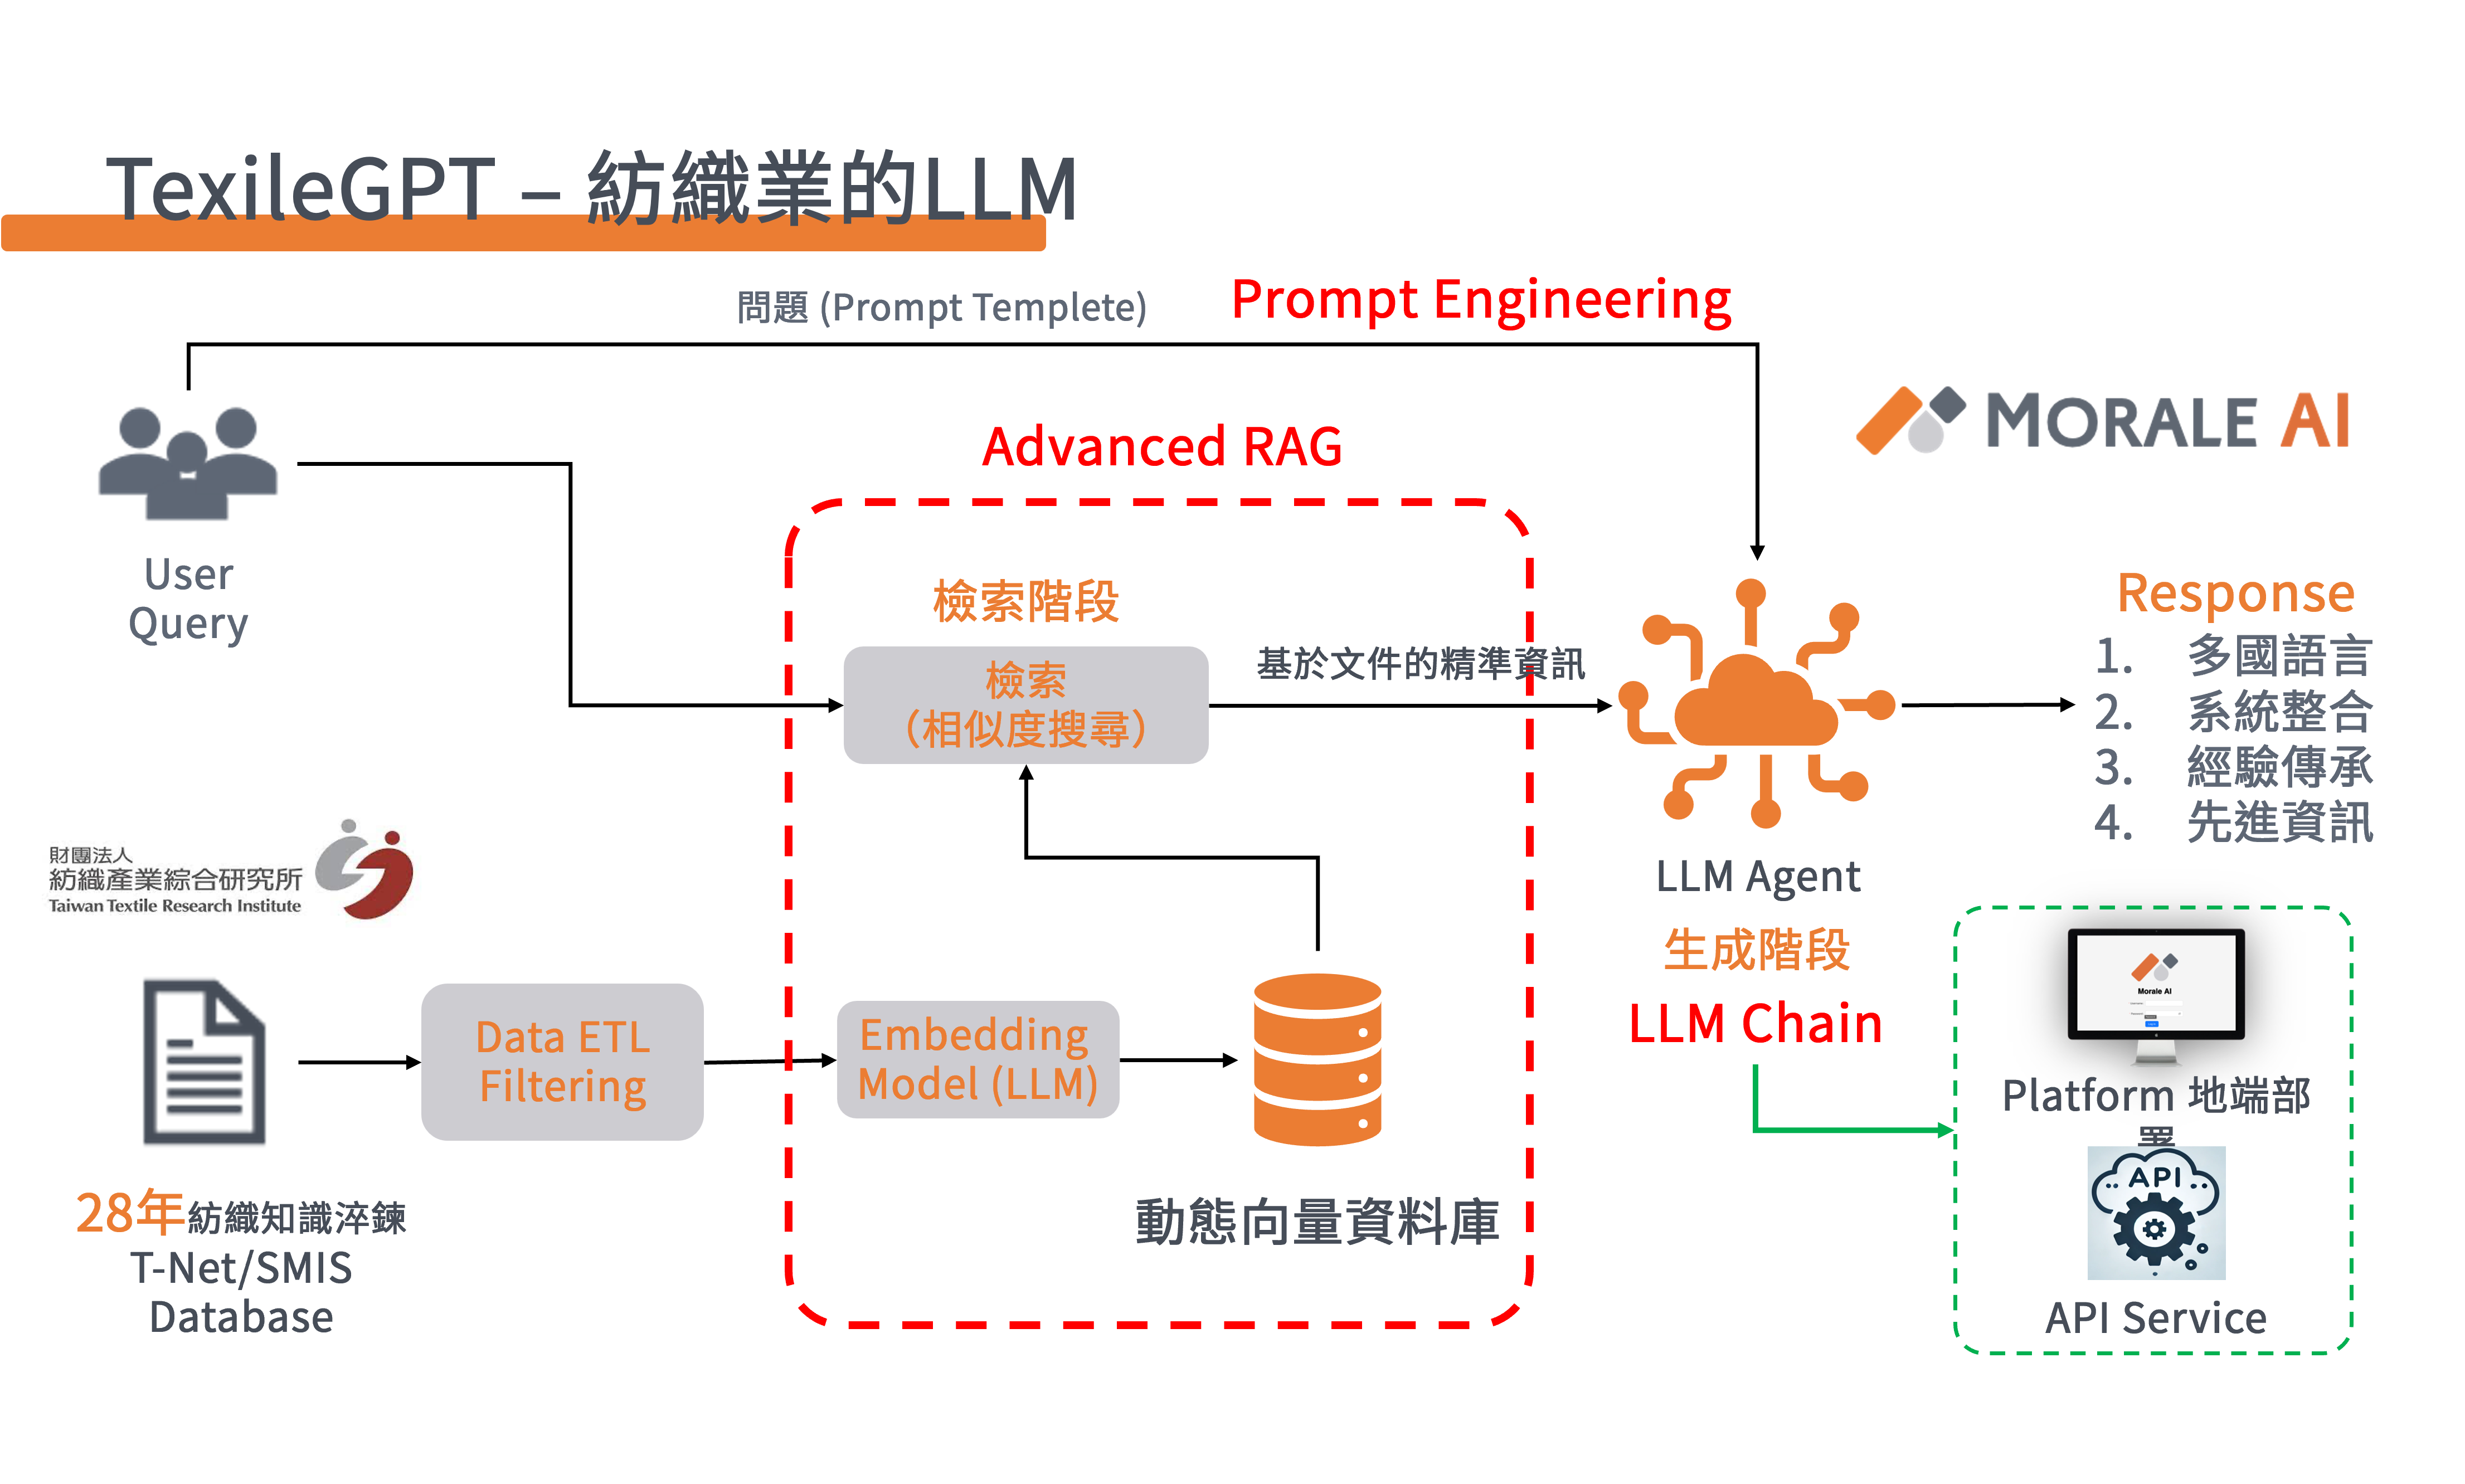 TexileGPT – 紡織業的LLM
問題 (Prompt Templete)
Prompt Engineering
MORALE AI
Advanced RAG
User
Query
檢索階段
檢索
（相似度搜尋）
基於文件的精準資訊
Response
1. 多國語言
2. 系統整合
3. 經驗傳承
4. 先進資訊
財團法人
紡織產業綜合研究所
Taiwan Textile Research Institute
LLM Agent
生成階段
LLM Chain
Data ETL
Filtering
Embedding
Model (LLM)
動態向量資料庫
28年紡織知識淬鍊
T-Net/SMIS
Database
Morale AI
Platform 地端部
署
API
API Service